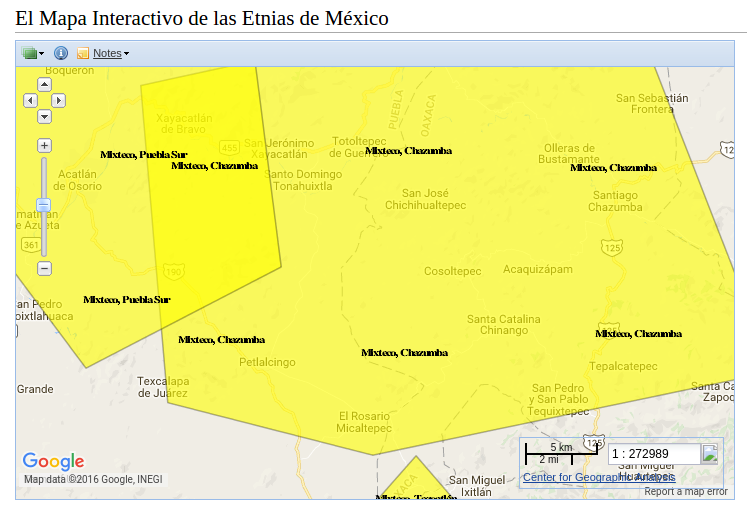 El Mapa Interactivo de las Etnias de México
Notes
Boquerón
San Sebastián
Frontera
Xayacatlán
de Bravo
455
San Jerónimo
Xayacatlán
Totoltepec
de Guerrero
PUEBLA
OAXACA
MIxteco, Chazumba
Olleras de
Bustamante
MIxteco, Puebla Sur
MIxteco, Chazumba
MIxteco, Chazumba
Acatlán
de Osorio
Santo Domingo
Tonahuixtla
San José
Chichihualtepec
Santiago
Chazumba
e Azueta
361
125
190
Cosoltepec
Acaquizápam
MIxteco, Puebla Sur
an Pedro
oixtlahuaca
Santa Catalina
Chinango
125
MIxteco, Chazumba
MIxteco, Chazumba
MIxteco, Chazumba
Petlalcingo
Tepalcatepec
Grande
Texcalapa
de Juárez
San Pedro
y San Pablo
Tequixtepec
Santa Ca
Zapoq
El Rosario
Micaltepec
125
5 km
2 mi
1 : 272989
Google
Map data ©2016 Google, INEGI
OAXACA
San Miguel
Ixitlán
San Miguel
Huautepec
Center for Geographic Analysis
Report a map error